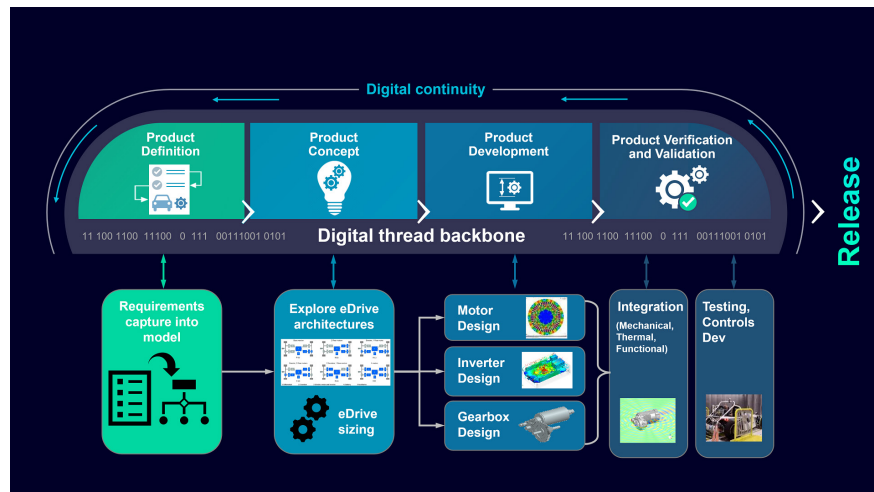 Digital continuity
Product
Definition
Product
Concept
Product
Development
Product Verification
and Validation
Release
11 100 1100 11100 0 111 00111001 0101
Digital thread backbone
11 100 1100 11100 0 111 00111001 0101
Requirements
capture into
model
Explore eDrive
architectures
eDrive
sizing
Motor
Design
Inverter
Design
Gearbox
Design
Integration
(Mechanical,
Thermal,
Functional)
Testing,
Controls
Dev